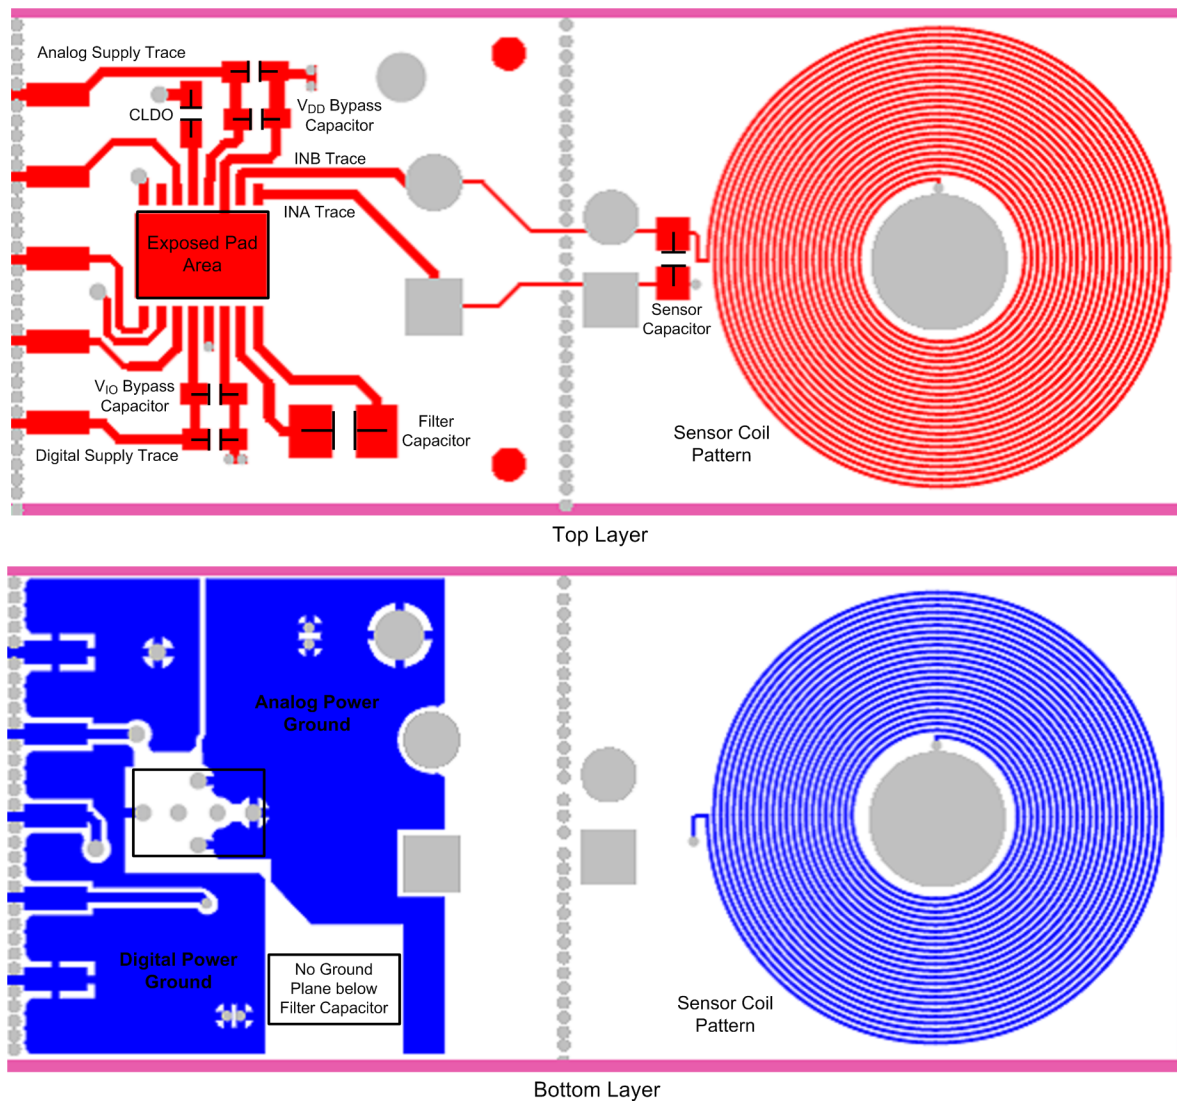 Analog Supply Trace
CLDO
VDD Bypass
Capacitor
INB Trace
INA Trace
Exposed Pad
Area
Sensor
Capacitor
VIO Bypass
Capacitor
Filter
Capacitor
Digital Supply Trace
Sensor Coil
Pattern
Top Layer
Analog Power
Ground
Digital Power
Ground
No Ground
Plane below
Filter Capacitor
Sensor Coil
Pattern
Bottom Layer